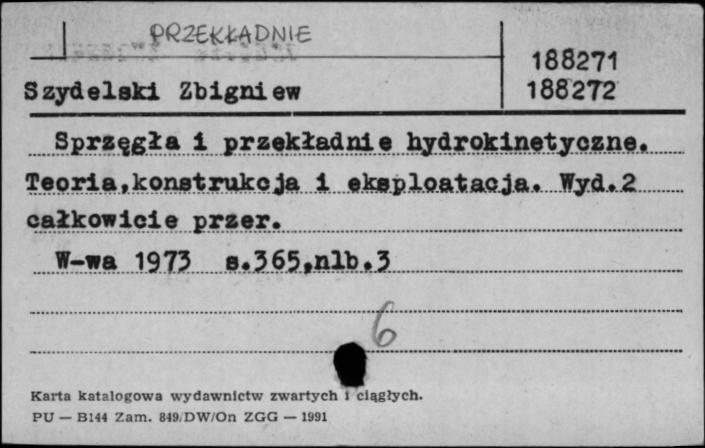 PRZEKŁADNIE
188271
Szydelski Zbigniew
188272
Sprzęgła i przekładnie hydrokinetyczne.
Teoria,konstrukcja i eksploatacja. Wyd.2
całkowicie przer.
W-wa 1973 s.365,nlb.3
6
Karta katalogowa wydawnictw zwartych i ciągłych.
PU — B144 Zam. 849/DW/On ZGG — 1991